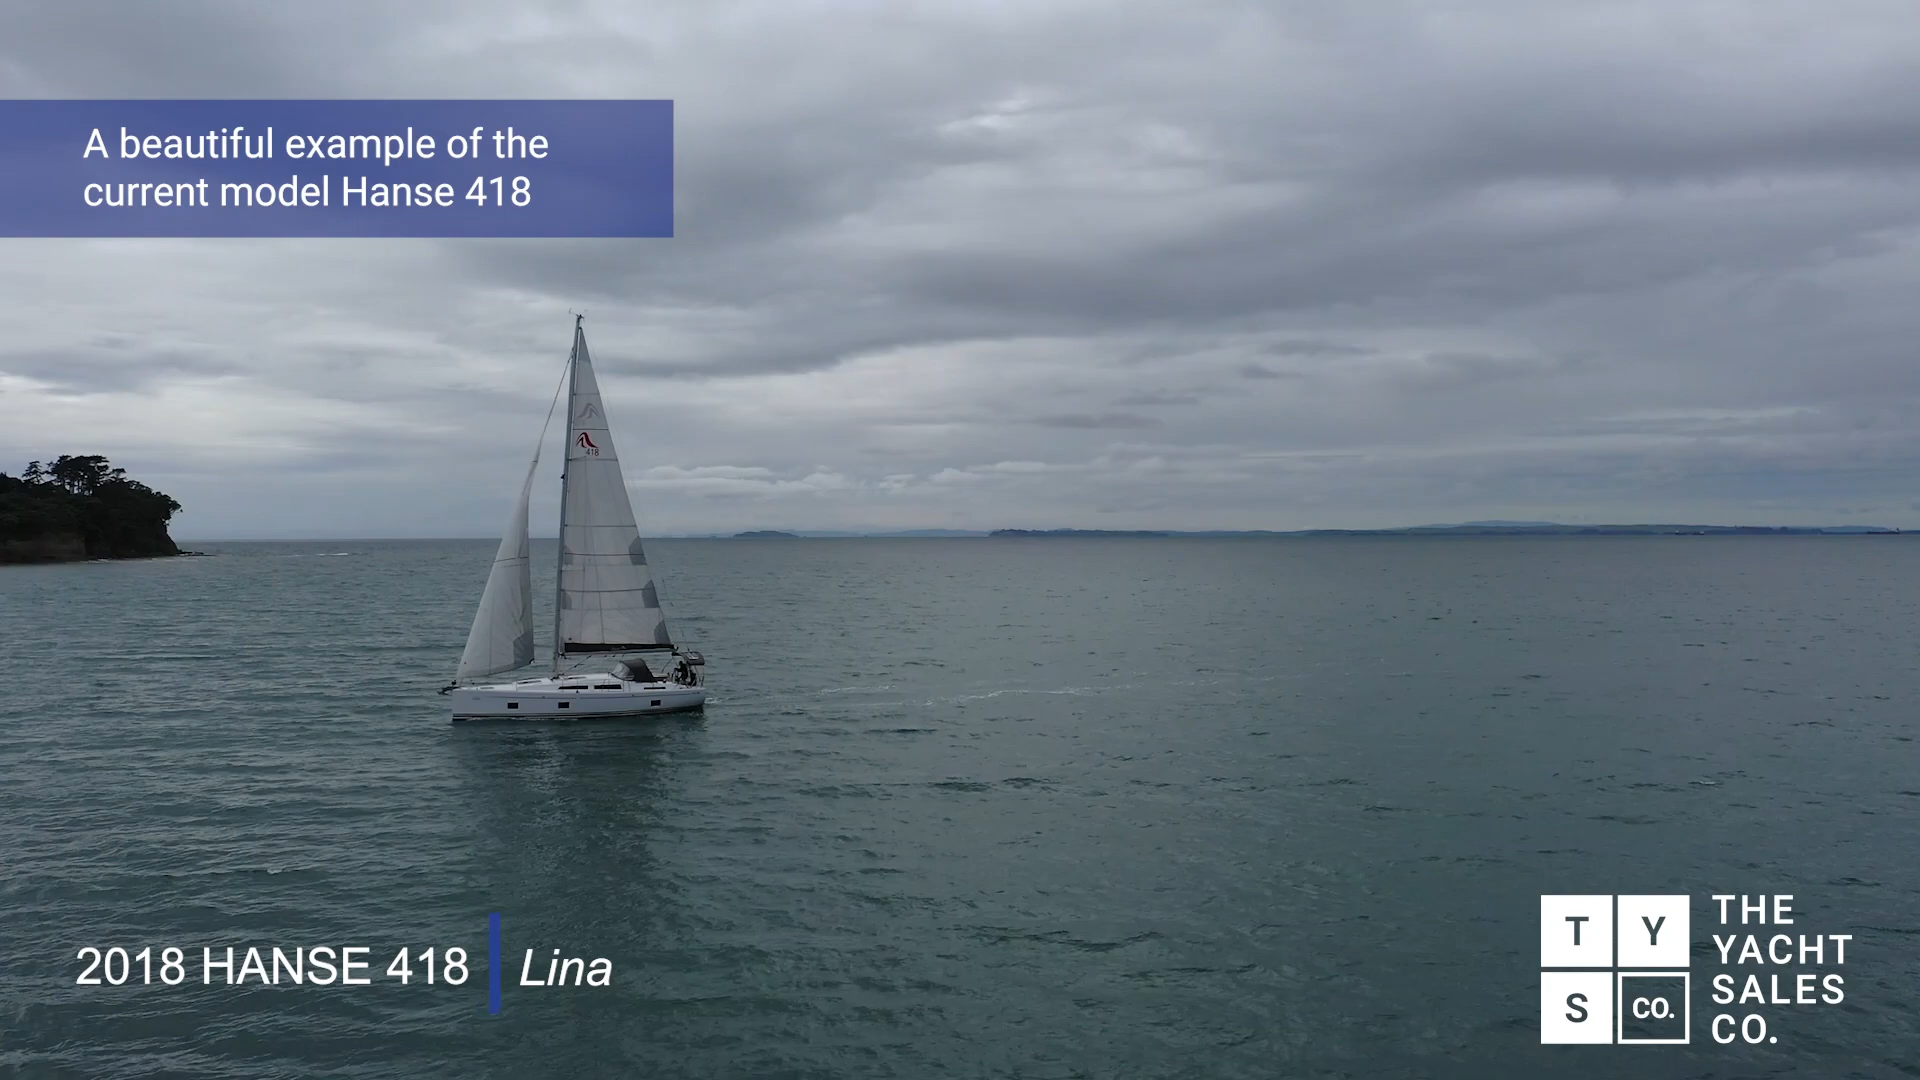 A beautiful example of the
current model Hanse 418
418
2018 HANSE 418
Lina
T Y
S CO.
THE
YACHT
SALES
CO.